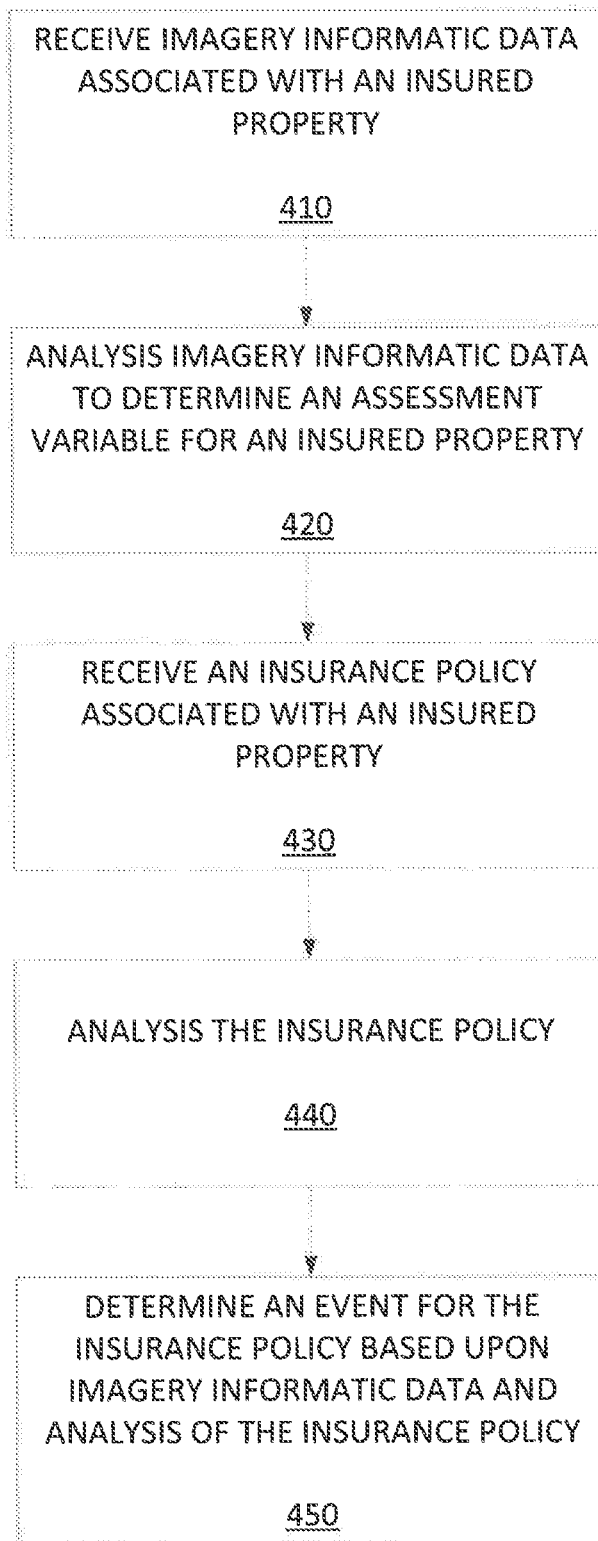 RECEIVE IMAGERY INFORMATIC DATA
ASSOCIATED WITH AN INSURED
PROPERTY
410
ANALYSIS IMAGERY INFORMATIC DATA
TO DETERMINE AN ASSESSMENT
VARIABLE FOR AN INSURED PROPERTY
420
RECEIVE AN INSURANCE POLICY
ASSOCIATED WITH AN INSURED
PROPERTY
430
ANALYSIS THE INSURANCE POLICY
440
DETERMINE AN EVENT FOR THE
INSURANCE POLICY BASED UPON
IMAGERY INFORMATIC DATA AND
ANALYSIS OF THE INSURANCE POLICY
450